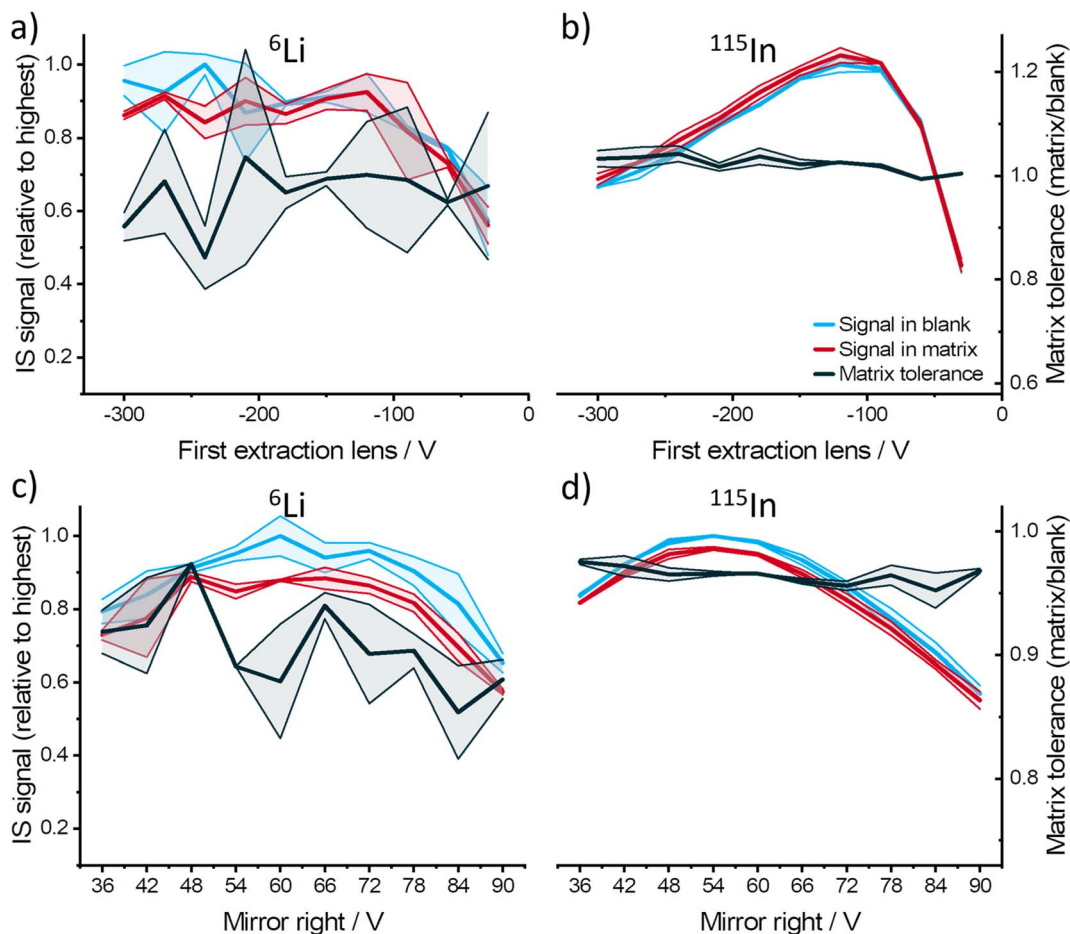 a)
⁶Li
b)
¹¹⁵In
IS signal (relative to highest)
1.0
0.8
0.6
0.4
0.2
1.2
1.0
0.8
0.6
Matrix tolerance (matrix/blank)
Signal in blank
Signal in matrix
Matrix tolerance
-300
-200
-100
0
-300
-200
-100
0
First extraction lens / V
First extraction lens / V
c)
⁶Li
d)
¹¹⁵In
IS signal (relative to highest)
1.0
0.8
0.6
0.4
0.2
1.0
0.9
0.8
Matrix tolerance (matrix/blank)
36 42 48 54 60 66 72 78 84 90
36 42 48 54 60 66 72 78 84 90
Mirror right / V
Mirror right / V